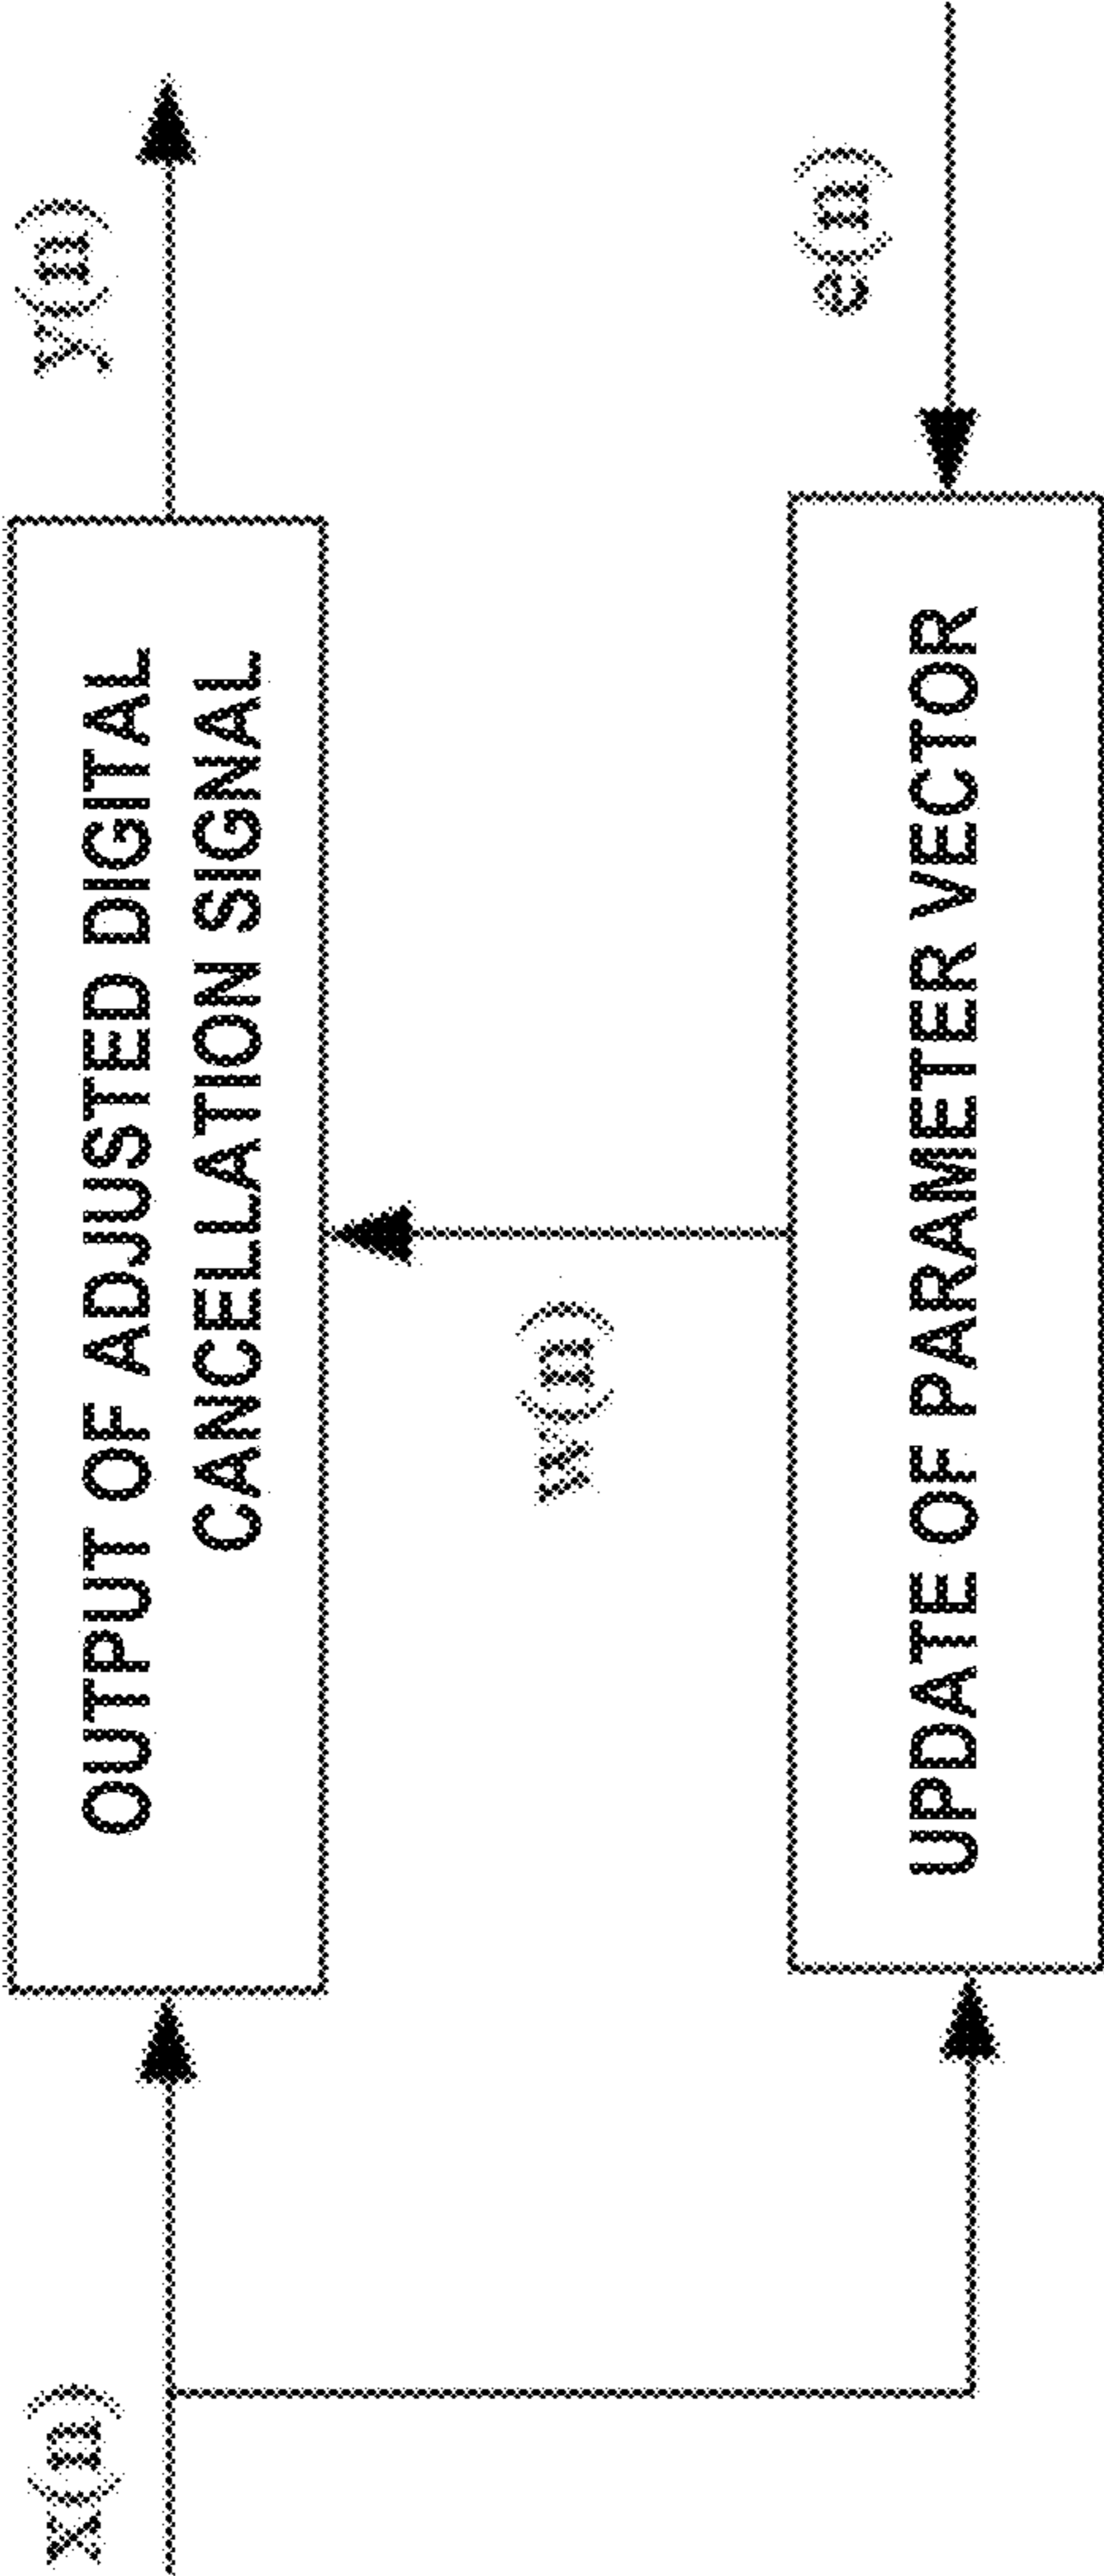 x(n)
OUTPUT OF ADJUSTED DIGITAL
CANCELLATION SIGNAL
y(n)
w(n)
UPDATE OF PARAMETER VECTOR
e(n)